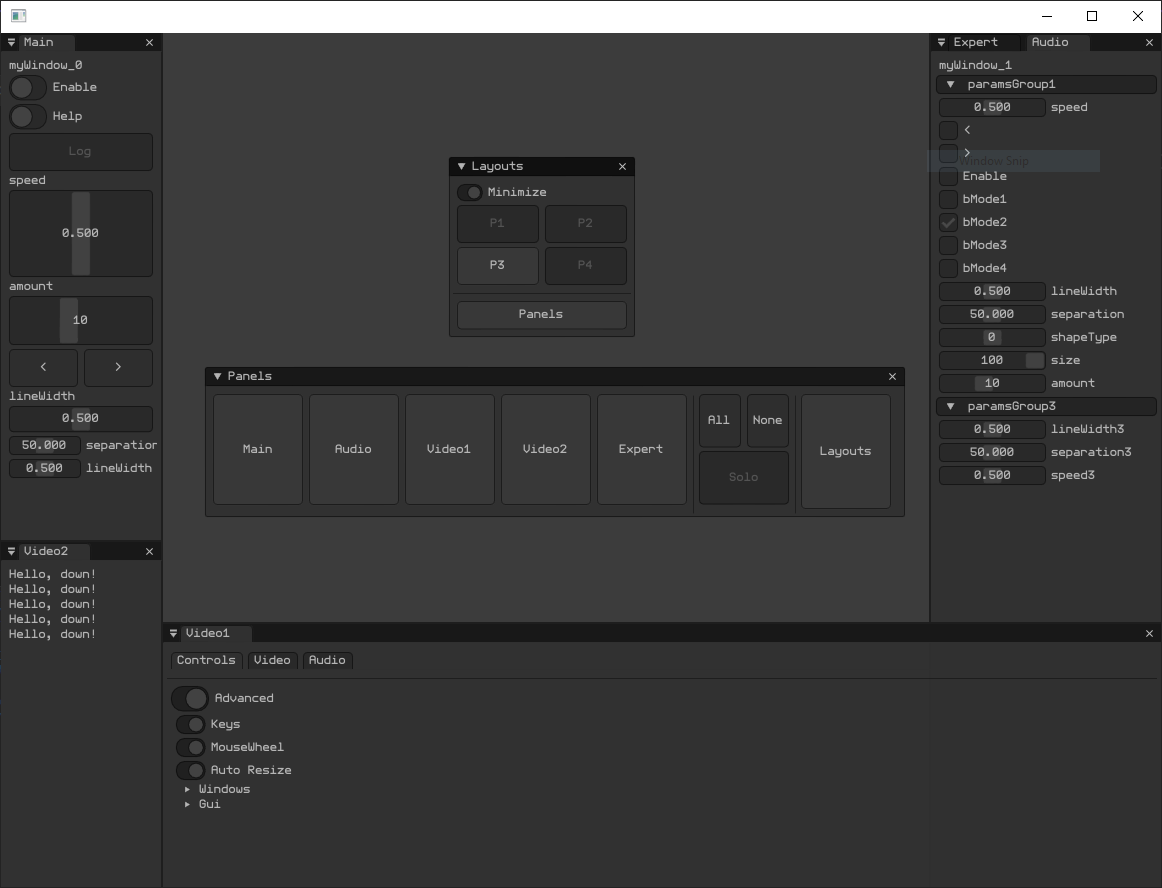 Main
myWindow_0
Enable
Help
Log
speed
0.500
amount
10
< >
lineWidth
0.500
50.000 separation
0.500 lineWidth
Video2
Hello, down!
Hello, down!
Hello, down!
Hello, down!
Hello, down!
Layouts
Minimize
P1 P2
P3 P4
Panels
Panels
Main Audio Video1 Video2 Expert All None Solo Layouts
Video1
Controls Video Audio
Advanced
Keys
MouseWheel
Auto Resize
Windows
Gui
Expert Audio
myWindow_1
paramsGroup1
0.500 speed
<
>
Window Snip
Enable
bMode1
bMode2
bMode3
bMode4
0.500 lineWidth
50.000 separation
0 shapeType
100 size
10 amount
paramsGroup3
0.500 lineWidth3
50.000 separation3
0.500 speed3